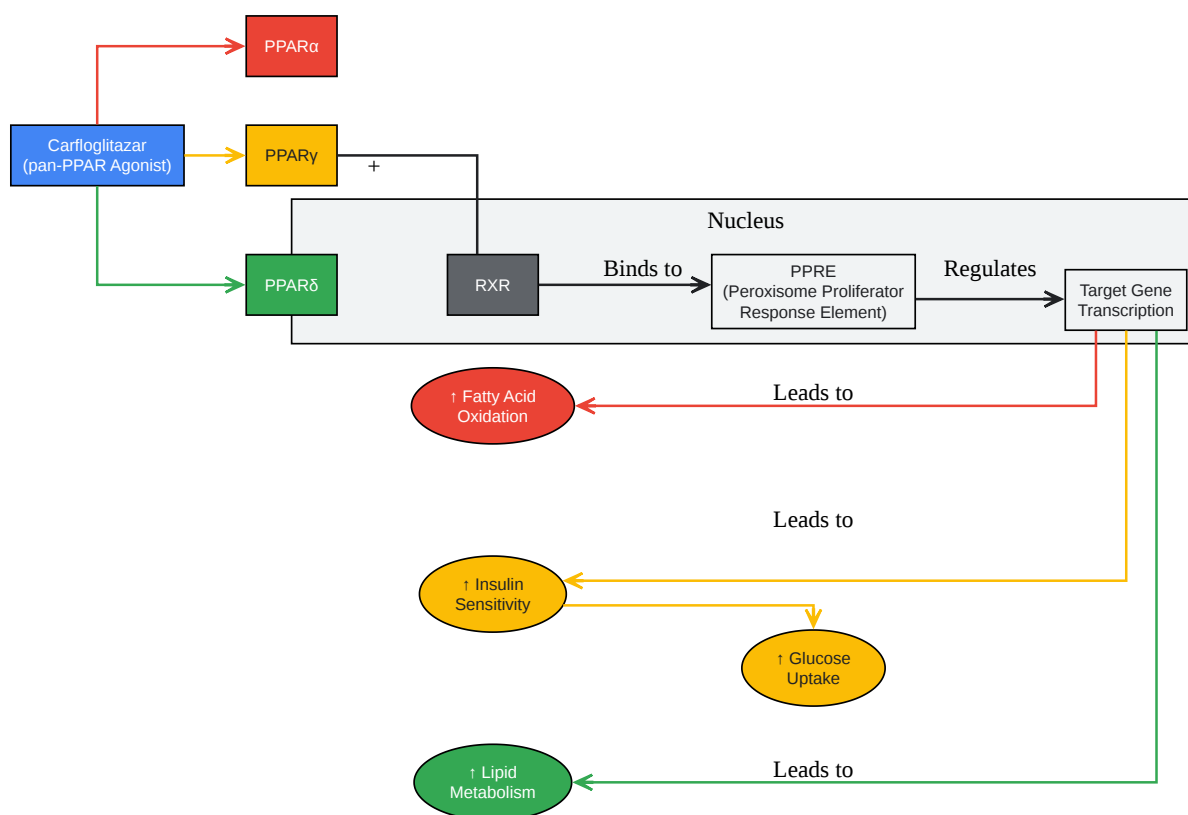 PPARα
Carfloglitazar
(pan-PPAR Agonist)
PPARγ
+
Nucleus
PPARδ
RXR
Binds to
PPRE
(Peroxisome Proliferator
Response Element)
Regulates
Target Gene
Transcription
↑ Fatty Acid
Oxidation
Leads to
Leads to
↑ Insulin
Sensitivity
↑ Glucose
Uptake
↑ Lipid
Metabolism
Leads to